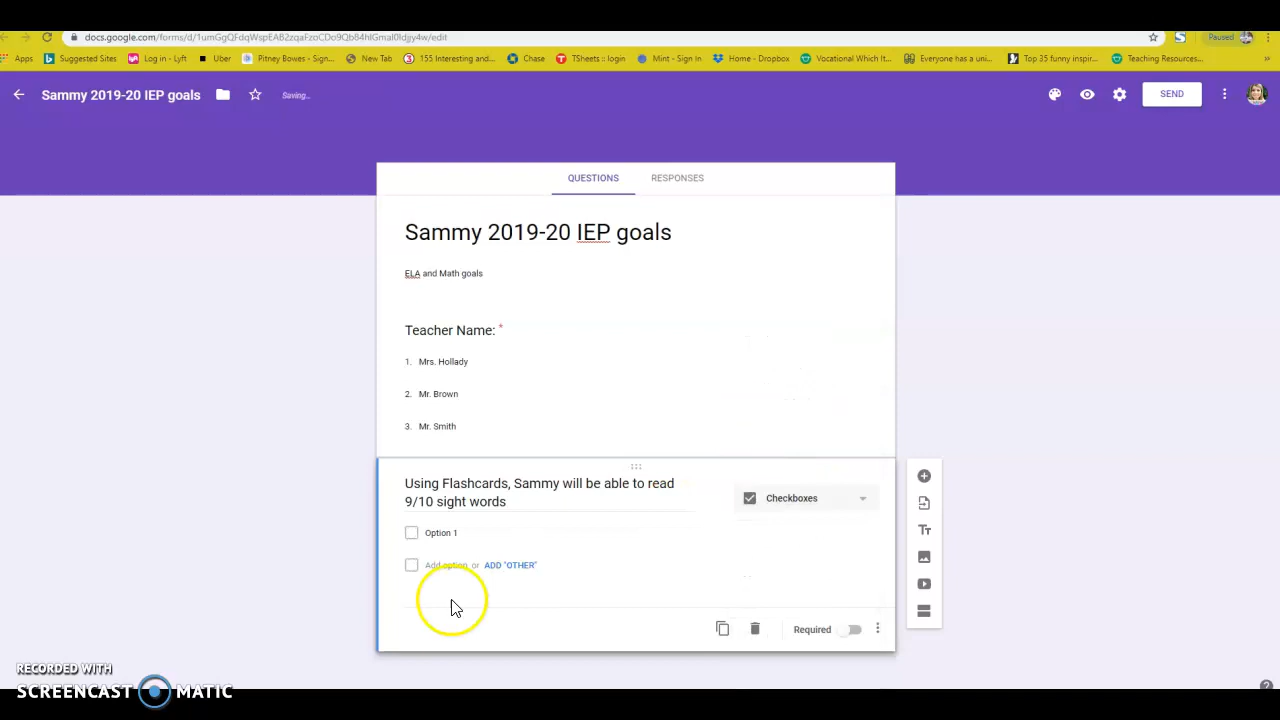 docs.google.com/forms/d/1umGgQFdqWspEAB2zqaFzoCDo9Qb84hIGmal0ldjjy4w/edit
Paused
Apps
Suggested Sites
Log in - Lyft
Uber
Pitney Bowes - Sign...
New Tab
155 Interesting and...
Chase
TSheets :: login
Mint - Sign In
Home - Dropbox
Vocational Which It...
Everyone has a uni...
Top 35 funny inspir...
Teaching Resources...
»
Sammy 2019-20 IEP goals
Saving...
SEND
QUESTIONS
RESPONSES
Sammy 2019-20 IEP goals
ELA and Math goals
Teacher Name: *
1. Mrs. Hollady
2. Mr. Brown
3. Mr. Smith
Using Flashcards, Sammy will be able to read
9/10 sight words
Checkboxes
Option 1
Add option or ADD "OTHER"
Required
RECORDED WITH
SCREENCAST MATIC